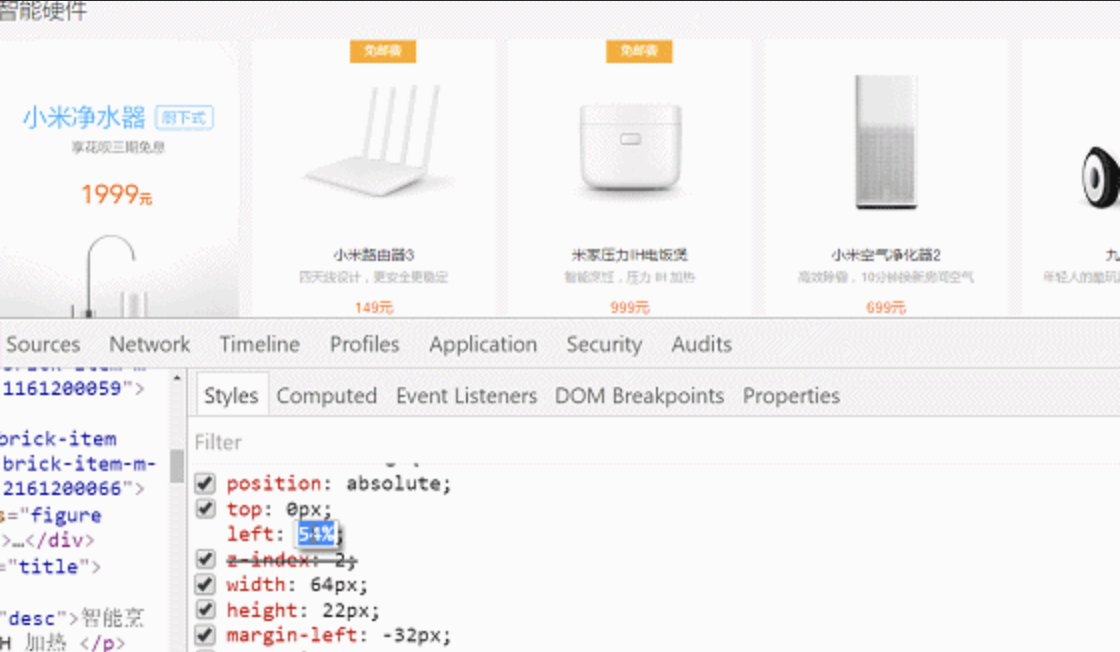 智能硬件
免邮费
免邮费
小米净水器 厨下式
享花呗三期免息
1999元
小米路由器3
四天线设计，更安全更稳定
149元
米家压力IH电饭煲
智能烹饪，压力 IH 加热
999元
小米空气净化器2
高效除霾，10分钟换新房间空气
699元
九
年轻人的酷玩
Sources Network Timeline Profiles Application Security Audits
1161200059">
brick-item
brick-item-m-
2161200066">
s="figure
>…</div>
="title">
"desc">智能烹
H 加热 </p>
Styles Computed Event Listeners DOM Breakpoints Properties
Filter
position: absolute;
top: 0px;
left: 54%;
z-index: 2;
width: 64px;
height: 22px;
margin-left: -32px;